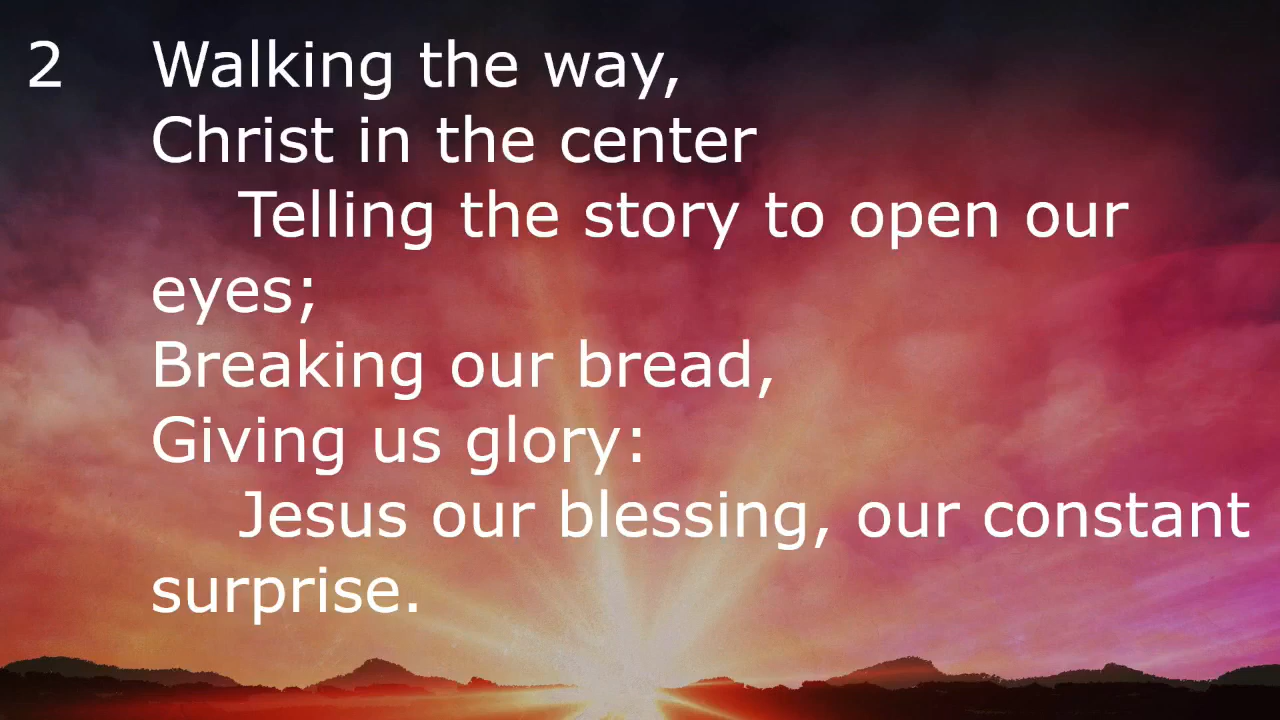 2 Walking the way,
Christ in the center
Telling the story to open our
eyes;
Breaking our bread,
Giving us glory:
Jesus our blessing, our constant
surprise.